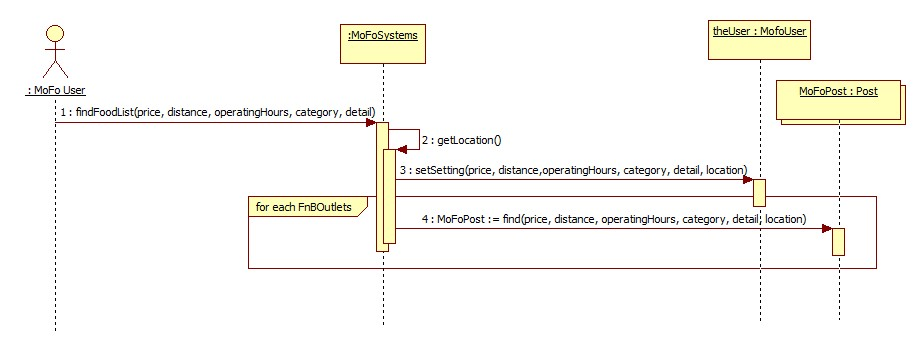 :MoFoSystems
theUser : MofoUser
: MoFo User
MoFoPost : Post
1 : findFoodList(price, distance, operatingHours, category, detail)
2 : getLocation()
3 : setSetting(price, distance,operatingHours, category, detail, location)
for each FnBOutlets
4 : MoFoPost := find(price, distance, operatingHours, category, detail, location)